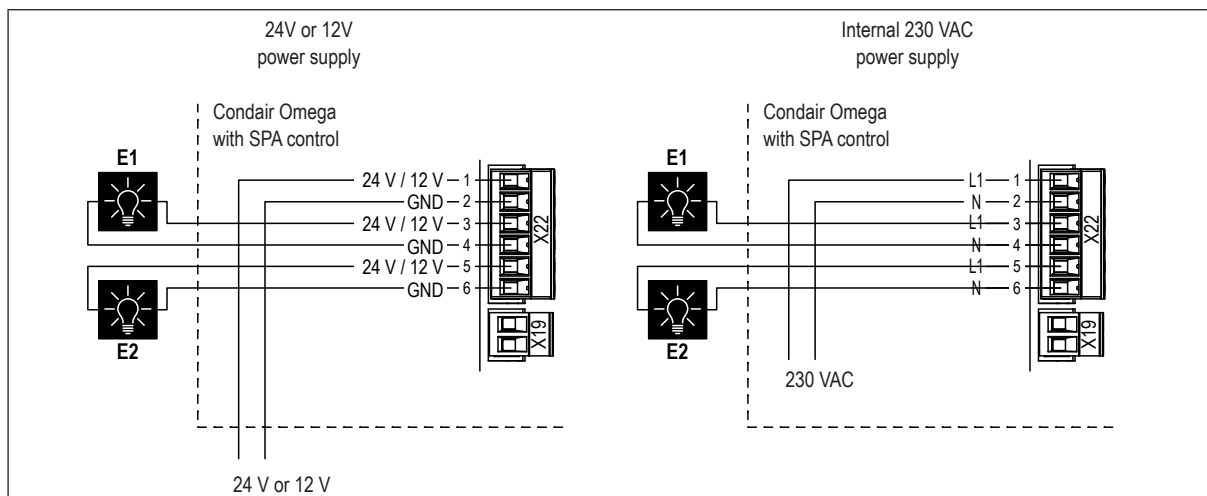 24V or 12V
power supply
Condair Omega
with SPA control
E1
E2
24 V / 12 V 1
GND 2
24 V / 12 V 3
GND 4
24 V / 12 V 5
GND 6
X22
X19
24 V or 12 V
Internal 230 VAC
power supply
Condair Omega
with SPA control
E1
E2
L1 1
N 2
L1 3
N 4
L1 5
N 6
X22
X19
230 VAC